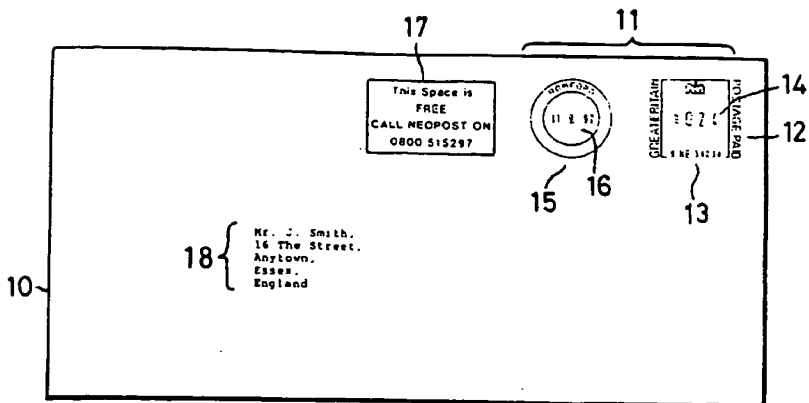 17
11
This Space is
FREE
CALL NEOPOST ON
0800 515297
ROMFORD
GREAT BRITAIN
POSTAGE PAID
14
12
15
16
13
18
Mr. J. Smith,
16 The Street,
Anytown,
Essex,
England
10